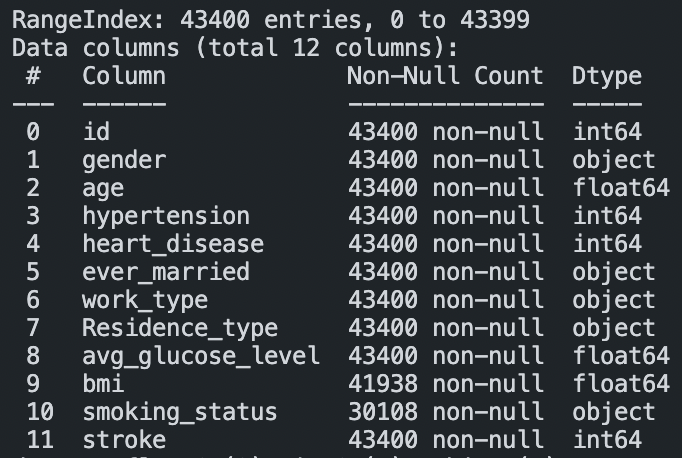 RangeIndex: 43400 entries, 0 to 43399
Data columns (total 12 columns):
 #   Column             Non-Null Count  Dtype
---  ------             --------------  -----
 0   id                 43400 non-null  int64
 1   gender             43400 non-null  object
 2   age                43400 non-null  float64
 3   hypertension       43400 non-null  int64
 4   heart_disease      43400 non-null  int64
 5   ever_married       43400 non-null  object
 6   work_type          43400 non-null  object
 7   Residence_type     43400 non-null  object
 8   avg_glucose_level  43400 non-null  float64
 9   bmi                41938 non-null  float64
 10  smoking_status     30108 non-null  object
 11  stroke             43400 non-null  int64